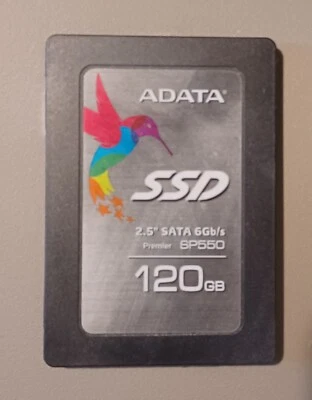 ADATA
SSD
2.5" SATA 6Gb/s
Premier SP550
120GB